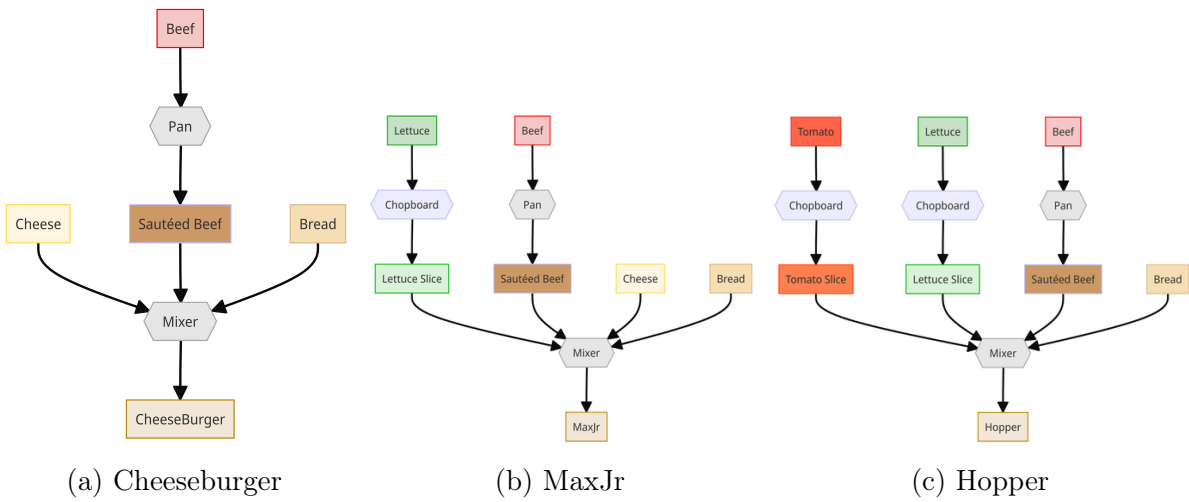 Beef
Pan
Cheese
Sautéed Beef
Bread
Mixer
CheeseBurger
(a) Cheeseburger
Lettuce
Beef
Chopboard
Pan
Lettuce Slice
Sautéed Beef
Cheese
Bread
Mixer
MaxJr
(b) MaxJr
Tomato
Lettuce
Beef
Chopboard
Chopboard
Pan
Tomato Slice
Lettuce Slice
Sautéed Beef
Bread
Mixer
Hopper
(c) Hopper